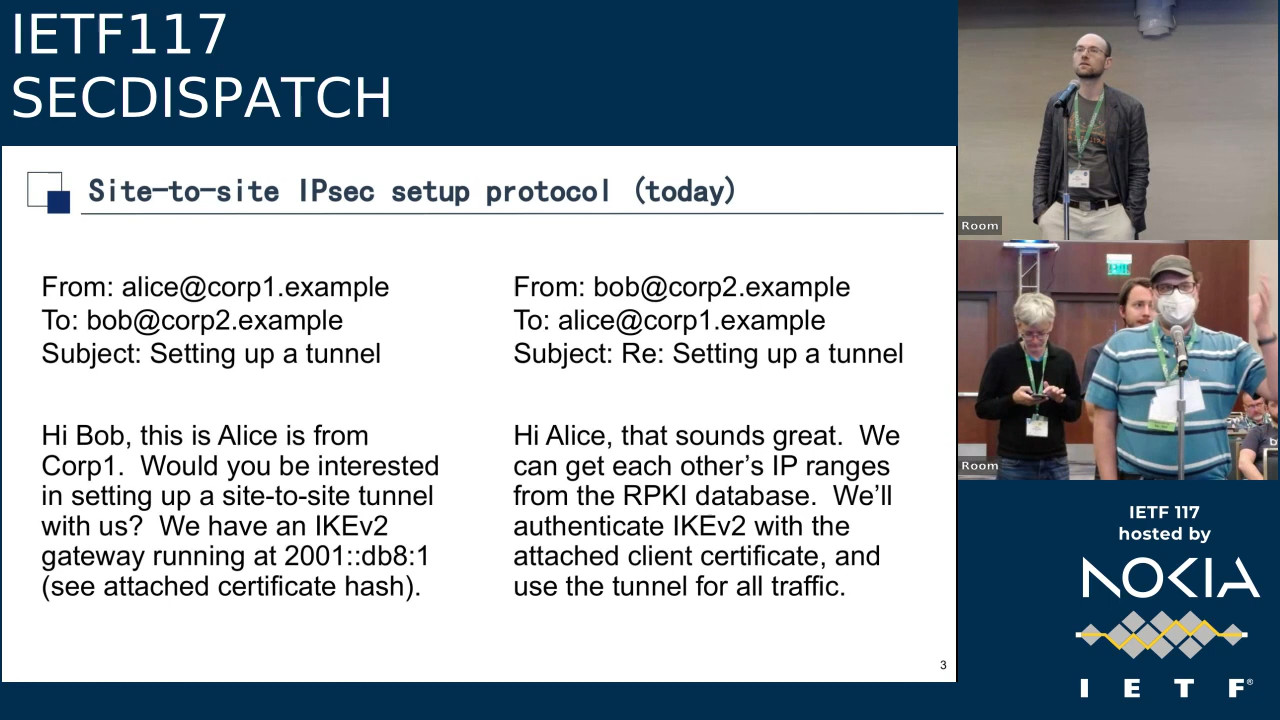 IETF117
SECDISPATCH
Site-to-site IPsec setup protocol (today)
From: alice@corp1.example
To: bob@corp2.example
Subject: Setting up a tunnel
Hi Bob, this is Alice is from
Corp1.  Would you be interested
in setting up a site-to-site tunnel
with us?  We have an IKEv2
gateway running at 2001::db8:1
(see attached certificate hash).
From: bob@corp2.example
To: alice@corp1.example
Subject: Re: Setting up a tunnel
Hi Alice, that sounds great.  We
can get each other’s IP ranges
from the RPKI database.  We’ll
authenticate IKEv2 with the
attached client certificate, and
use the tunnel for all traffic.
3
Room
Room
IETF 117
hosted by
NOKIA
I E T F®